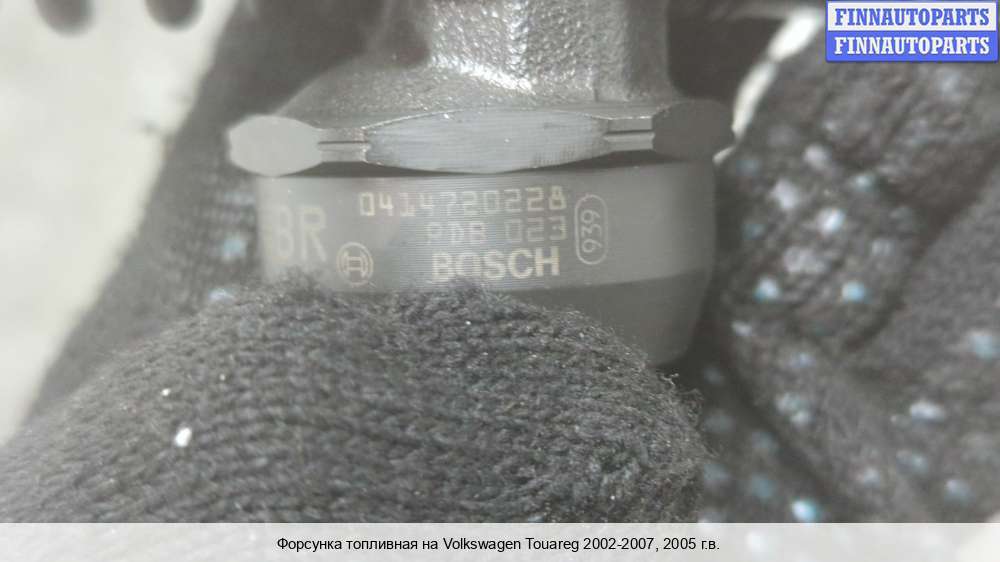 FINNAUTOPARTS
FINNAUTOPARTS
0414720228
BR
PDB 023
939
BOSCH
Форсунка топливная на Volkswagen Touareg 2002-2007, 2005 г.в.